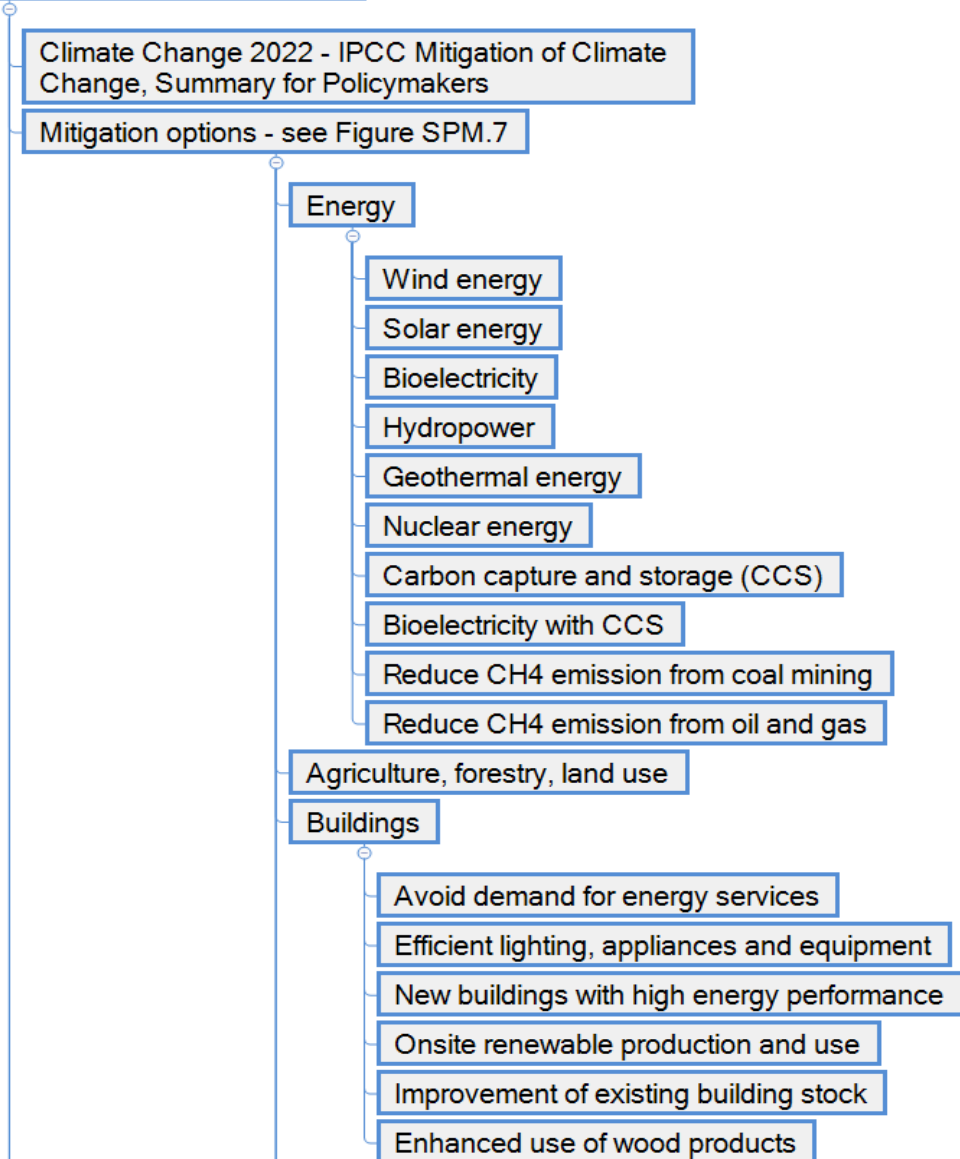 Climate Change 2022 - IPCC Mitigation of Climate
Change, Summary for Policymakers
Mitigation options - see Figure SPM.7
Energy
Wind energy
Solar energy
Bioelectricity
Hydropower
Geothermal energy
Nuclear energy
Carbon capture and storage (CCS)
Bioelectricity with CCS
Reduce CH4 emission from coal mining
Reduce CH4 emission from oil and gas
Agriculture, forestry, land use
Buildings
Avoid demand for energy services
Efficient lighting, appliances and equipment
New buildings with high energy performance
Onsite renewable production and use
Improvement of existing building stock
Enhanced use of wood products